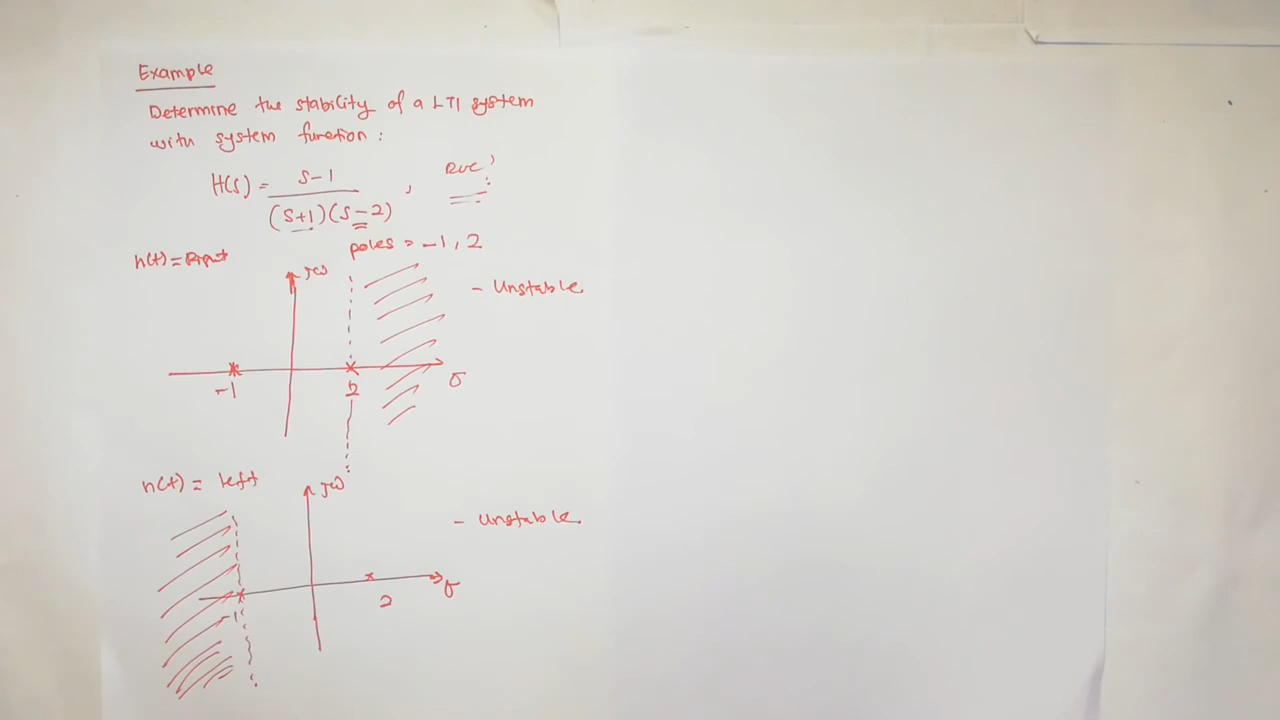 Example
Determine the stability of a LTI system
with system function :
H(s) = s-1 / (s+1)(s-2) , ROC
poles = -1, 2
h(t) = Right
jω
- Unstable
-1
2
σ
h(t) = left
jω
- unstable
σ
-1
2